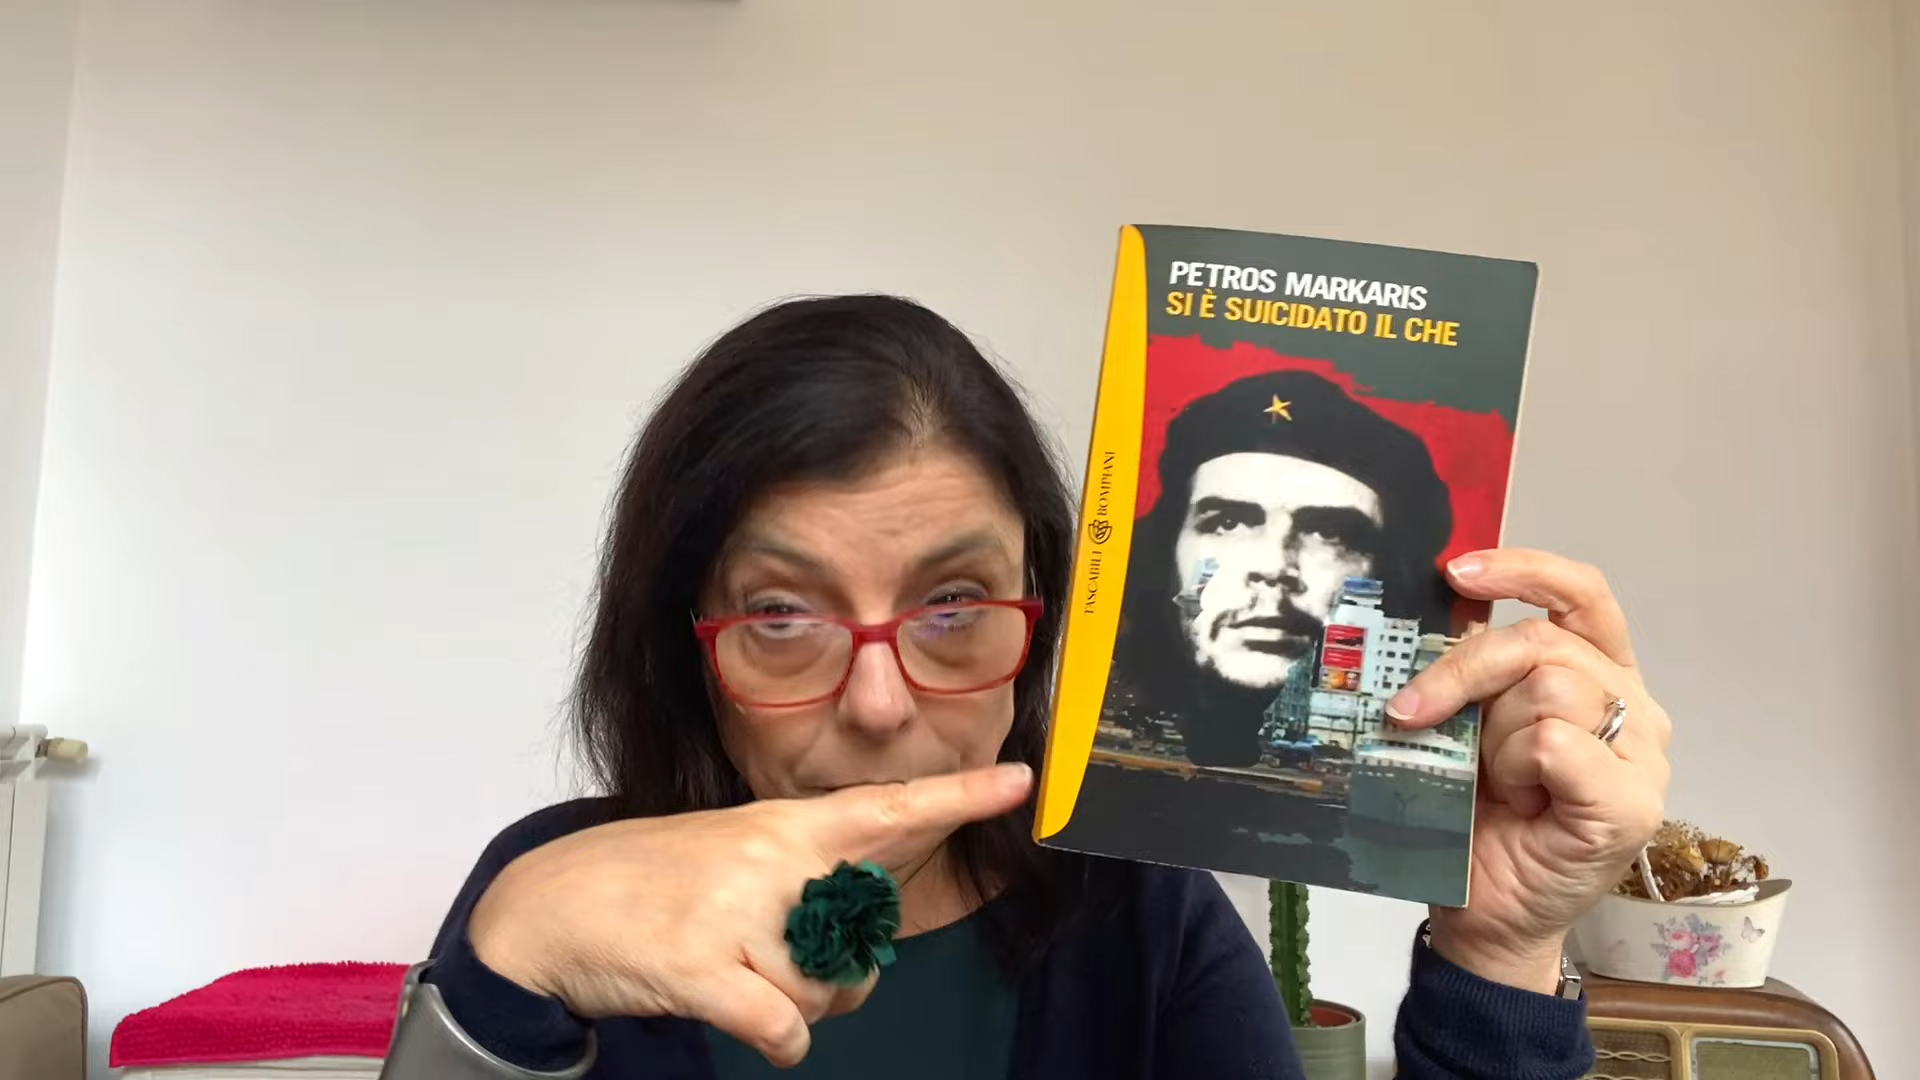 PETROS MARKARIS
SI È SUICIDATO IL CHE
TASCABILI BOMPIANI